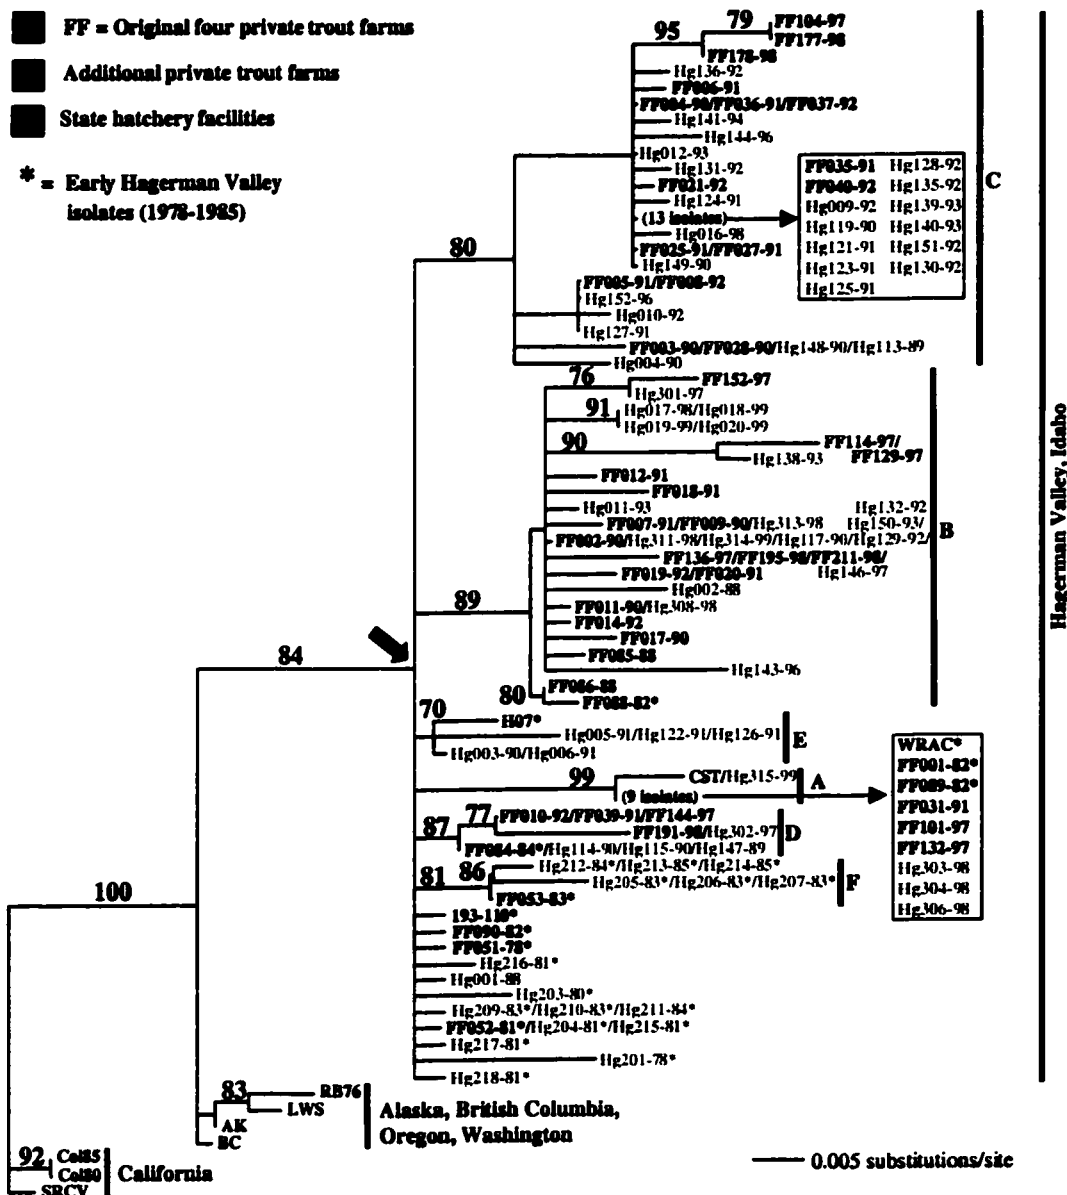 FF = Original four private trout farms
Additional private trout farms
State hatchery facilities
* = Early Hagerman Valley
isolates (1978-1985)
95
79
FF104-97
FF177-98
FF178-98
Hg136-92
FF006-91
FF004-90/FF036-91/FF037-92
Hg141-94
Hg144-96
Hg012-93
Hg131-92
FF021-92
Hg124-91
(13 isolates)
Hg016-98
FF025-91/FF027-91
Hg149-90
FF035-91 Hg128-92
FF040-92 Hg135-92
Hg009-92 Hg139-93
Hg119-90 Hg140-93
Hg121-91 Hg151-92
Hg123-91 Hg130-92
Hg125-91
C
80
FF005-91/FF008-92
Hg152-96
Hg010-92
Hg127-91
FF003-90/FF028-90/Hg148-90/Hg113-89
Hg004-90
76
FF152-97
Hg301-97
91
Hg017-98/Hg018-99
Hg019-99/Hg020-99
90
FF114-97/
FF129-97
Hg138-93
FF012-91
FF018-91
Hg011-93
Hg132-92
FF007-91/FF009-90/Hg313-98
Hg150-93/
FF002-90/Hg311-98/Hg314-99/Hg117-90/Hg129-92/
FF136-97/FF195-98/FF211-98/
Hg146-97
FF019-92/FF020-91
Hg002-88
FF011-90/Hg308-98
FF014-92
FF017-90
FF085-88
Hg143-96
80
FF086-88
FF088-82*
B
89
84
Hagerman Valley, Idaho
70
H07*
Hg005-91/Hg122-91/Hg126-91
Hg003-90/Hg006-91
E
99
CST/Hg315-99
(9 isolates)
A
WRAC*
FF001-82*
FF089-82*
FF031-91
FF101-97
FF132-97
Hg303-98
Hg304-98
Hg306-98
87
77
FF010-92/FF039-91/FF144-97
FF191-98/Hg302-97
FF084-84*/Hg114-90/Hg115-90/Hg147-89
D
81
86
Hg212-84*/Hg213-85*/Hg214-85*
Hg205-83*/Hg206-83*/Hg207-83*
FF053-83*
F
193-110*
FF090-82*
FF051-78*
Hg216-81*
Hg001-88
Hg203-80*
Hg209-83*/Hg210-83*/Hg211-84*
FF052-81*/Hg204-81*/Hg215-81*
Hg217-81*
Hg201-78*
Hg218-81*
100
83
RB76
LWS
AK
BC
Alaska, British Columbia,
Oregon, Washington
92
Col85
Col80
SRCV
California
0.005 substitutions/site